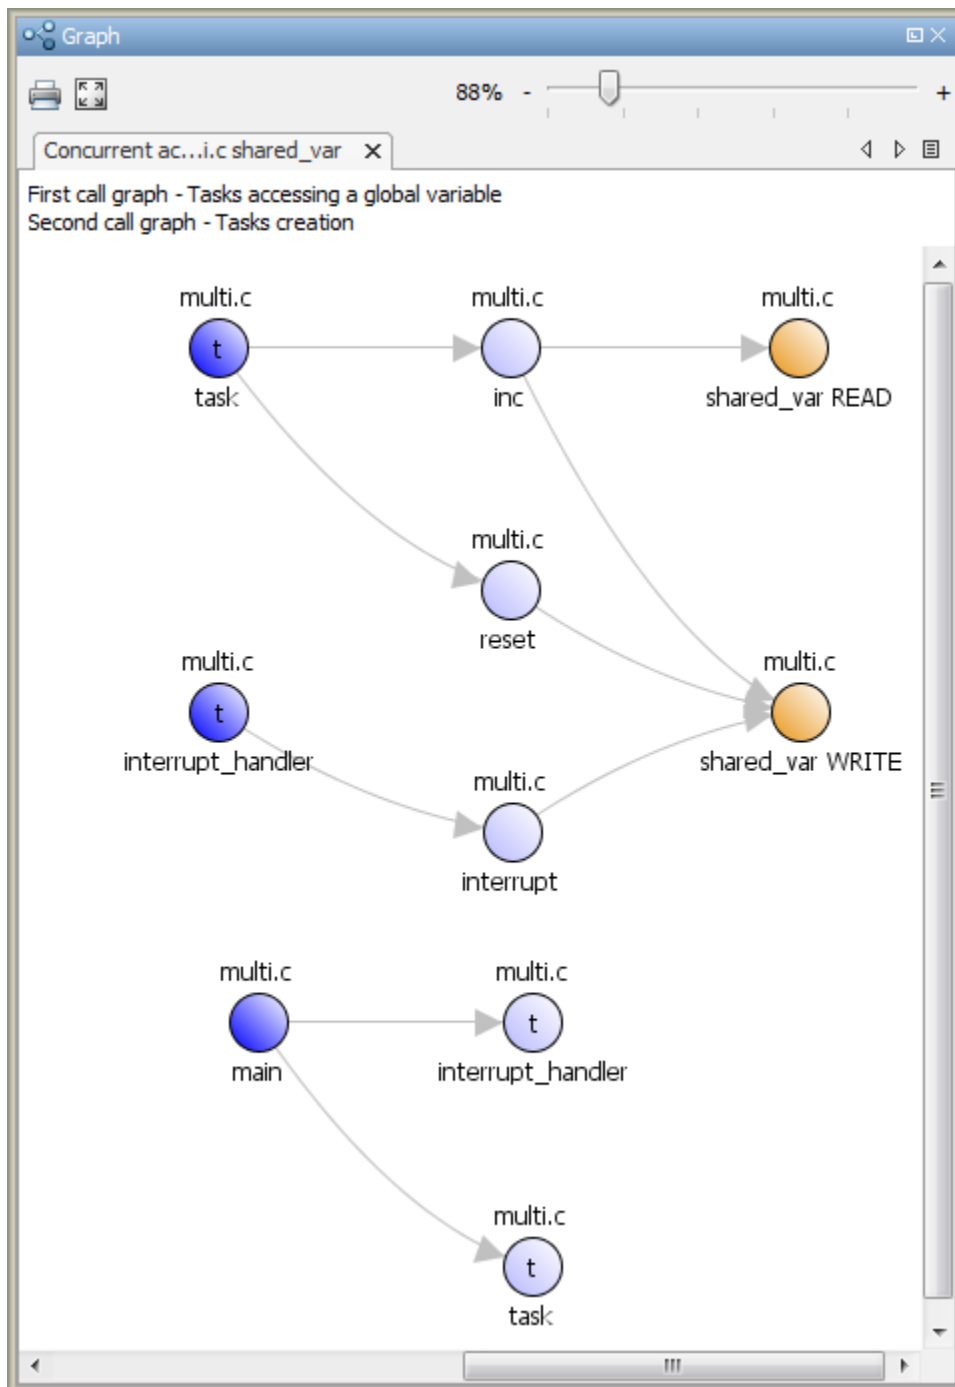 Graph
88% - +
Concurrent ac...i.c shared_var X
First call graph - Tasks accessing a global variable
Second call graph - Tasks creation
multi.c multi.c multi.c
t
task inc shared_var READ
multi.c
reset
multi.c multi.c
t
interrupt_handler shared_var WRITE
multi.c
interrupt
multi.c multi.c
t
main interrupt_handler
multi.c
t
task